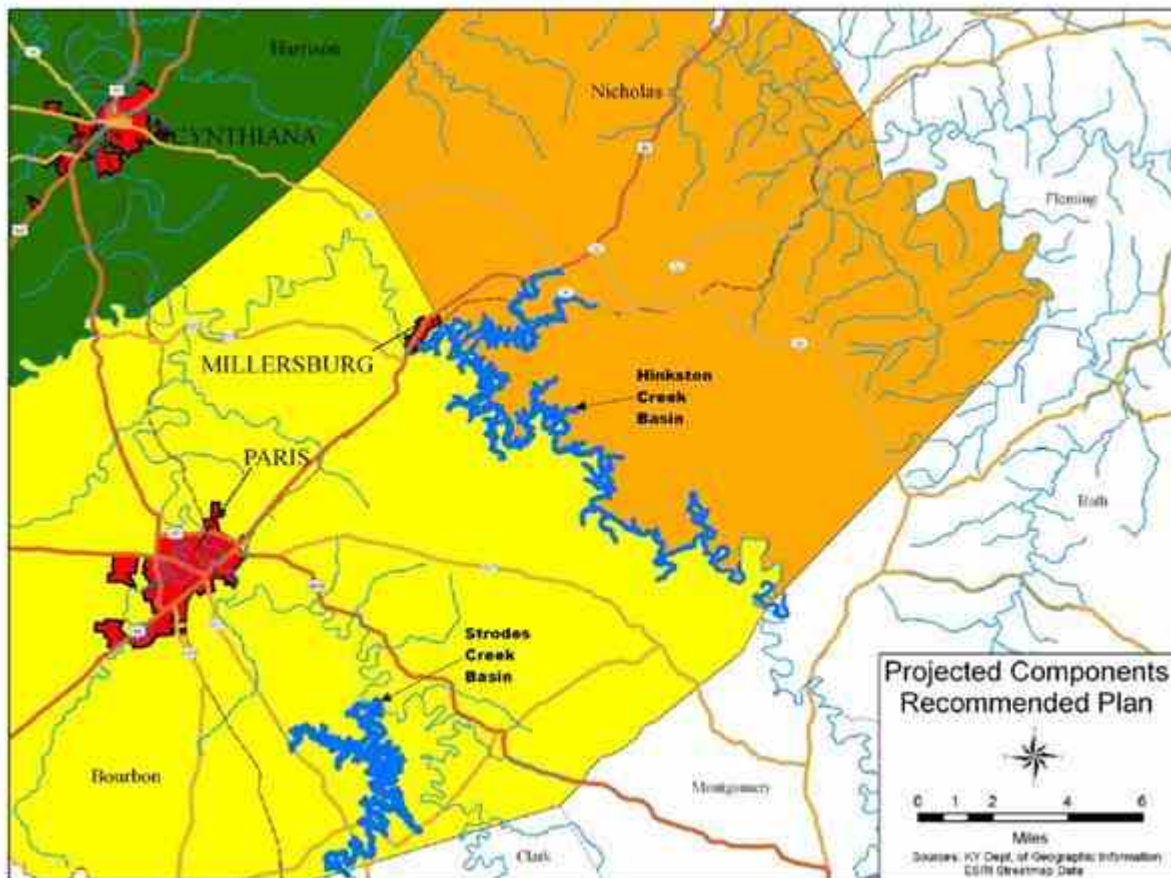 Harrison
CYNTHIANA
Nicholas
Fleming
MILLERSBURG
Hinkston
Creek
Basin
PARIS
Bath
Strodes
Creek
Basin
Bourbon
Montgomery
Clark
Projected Components
Recommended Plan
0 1 2 4 6
Miles
Sources: KY Dept. of Geographic Information
ESRI Streetmap Data